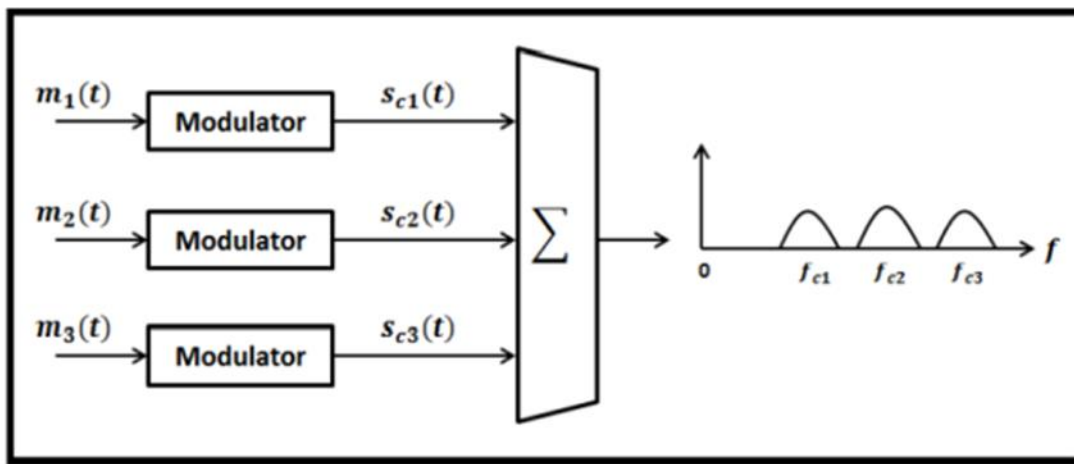 m₁(t)
Modulator
s_c1(t)
m₂(t)
Modulator
s_c2(t)
m₃(t)
Modulator
s_c3(t)
∑
0
f_c1
f_c2
f_c3
f